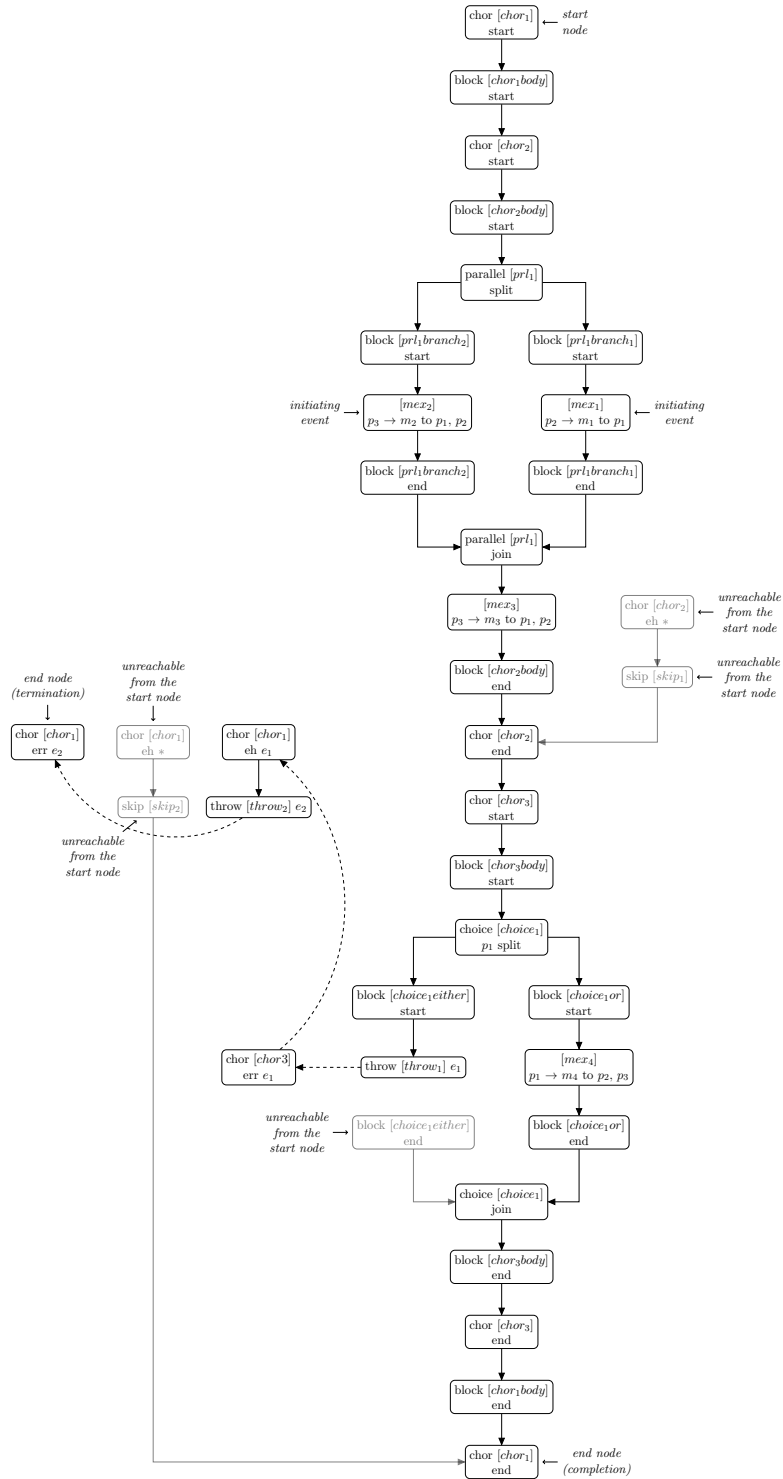 chor [chor₁]
start
start
node
block [chor₁body]
start
chor [chor₂]
start
block [chor₂body]
start
parallel [prl₁]
split
block [prl₁branch₂]
start
block [prl₁branch₁]
start
initiating
event
[mex₂]
p₃ → m₂ to p₁, p₂
[mex₁]
p₂ → m₁ to p₁
initiating
event
block [prl₁branch₂]
end
block [prl₁branch₁]
end
parallel [prl₁]
join
[mex₃]
p₃ → m₃ to p₁, p₂
chor [chor₂]
eh ∗
unreachable
from the
start node
block [chor₂body]
end
skip [skip₁]
unreachable
from the
start node
end node
(termination)
unreachable
from the
start node
chor [chor₁]
err e₂
chor [chor₁]
eh ∗
chor [chor₁]
eh e₁
chor [chor₂]
end
skip [skip₂]
throw [throw₂] e₂
chor [chor₃]
start
unreachable
from the
start node
block [chor₃body]
start
choice [choice₁]
p₁ split
block [choice₁either]
start
block [choice₁or]
start
chor [chor3]
err e₁
throw [throw₁] e₁
[mex₄]
p₁ → m₄ to p₂, p₃
unreachable
from the
start node
block [choice₁either]
end
block [choice₁or]
end
choice [choice₁]
join
block [chor₃body]
end
chor [chor₃]
end
block [chor₁body]
end
chor [chor₁]
end
end node
(completion)